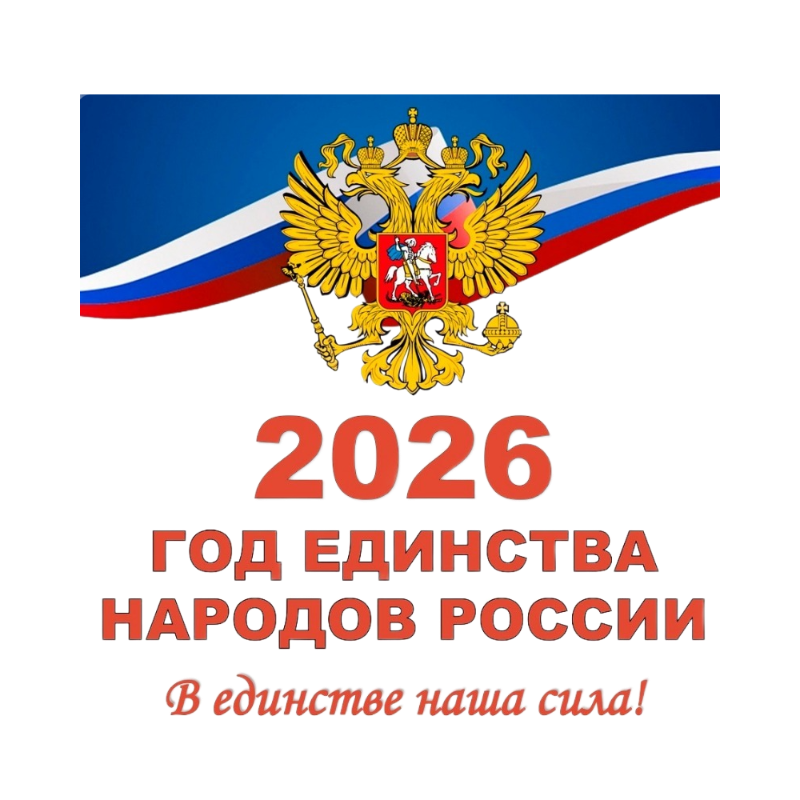 2026
ГОД ЕДИНСТВА
НАРОДОВ РОССИИ
В единстве наша сила!